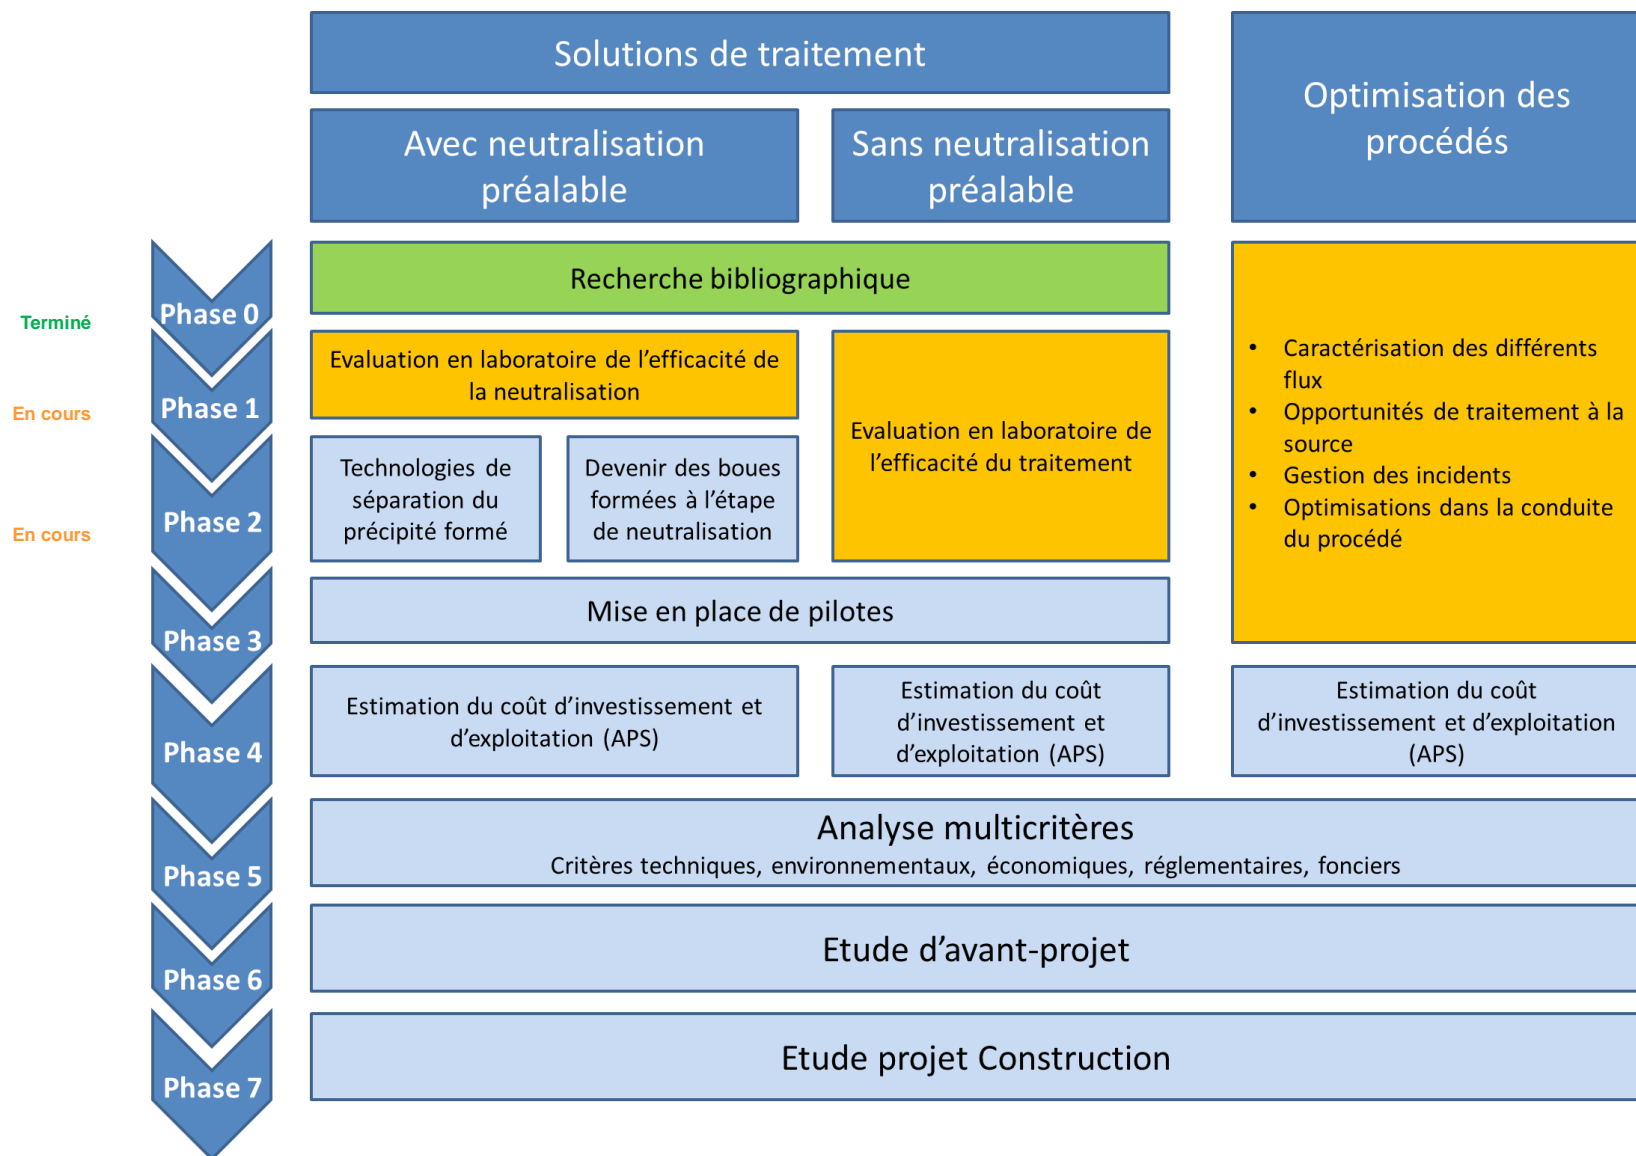 Solutions de traitement
Avec neutralisation
préalable
Sans neutralisation
préalable
Optimisation des
procédés
Terminé
Phase 0
Recherche bibliographique
En cours
Phase 1
Evaluation en laboratoire de l’efficacité de
la neutralisation
En cours
Phase 2
Technologies de
séparation du
précipité formé
Devenir des boues
formées à l’étape
de neutralisation
Evaluation en laboratoire de
l’efficacité du traitement
• Caractérisation des différents
flux
• Opportunités de traitement à la
source
• Gestion des incidents
• Optimisations dans la conduite
du procédé
Phase 3
Mise en place de pilotes
Phase 4
Estimation du coût d’investissement et
d’exploitation (APS)
Estimation du coût
d’investissement et
d’exploitation (APS)
Estimation du coût
d’investissement et d’exploitation
(APS)
Phase 5
Analyse multicritères
Critères techniques, environnementaux, économiques, réglementaires, fonciers
Phase 6
Etude d’avant-projet
Phase 7
Etude projet Construction